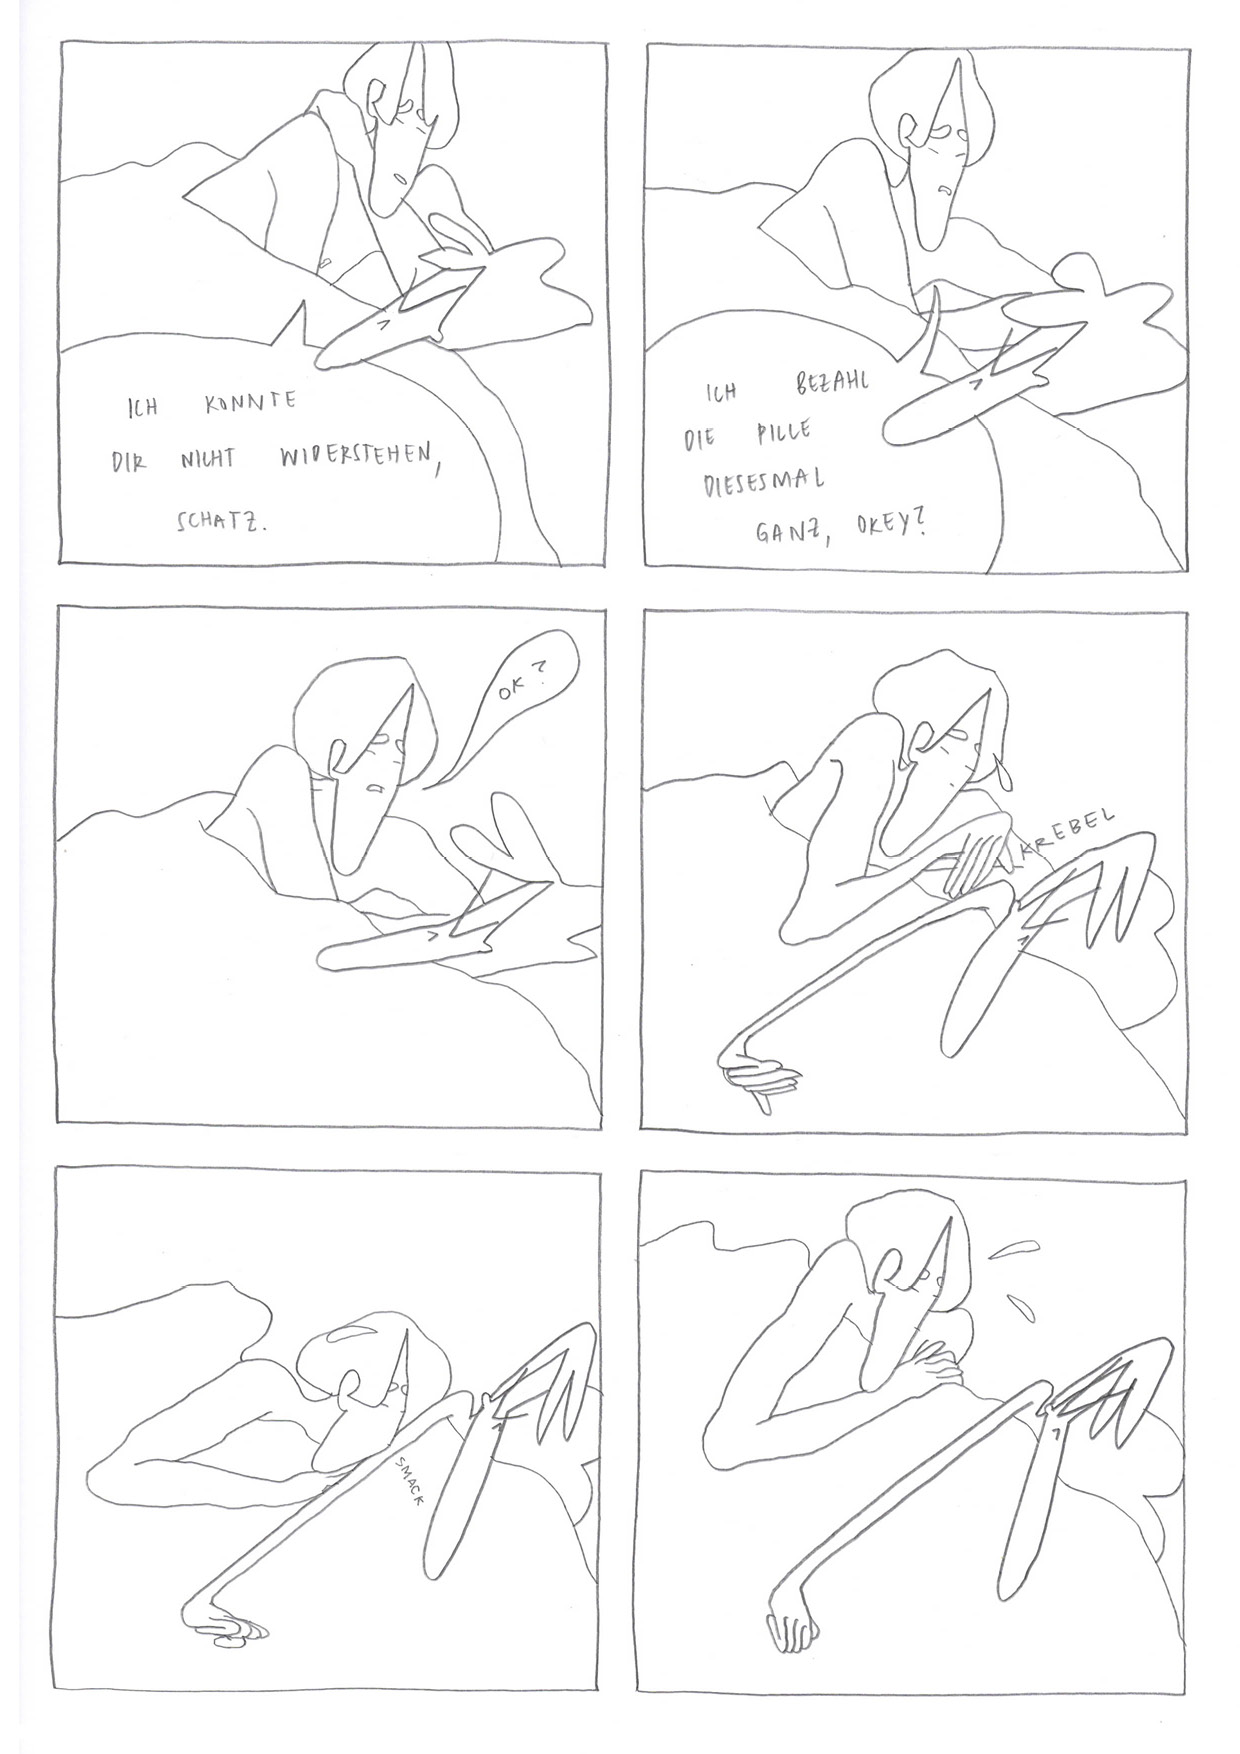 ICH KONNTE
DIR NICHT WIDERSTEHEN,
SCHATZ.
ICH BEZAHL
DIE PILLE
DIESESMAL
GANZ, OKEY?
OK?
KREBEL
SMACK